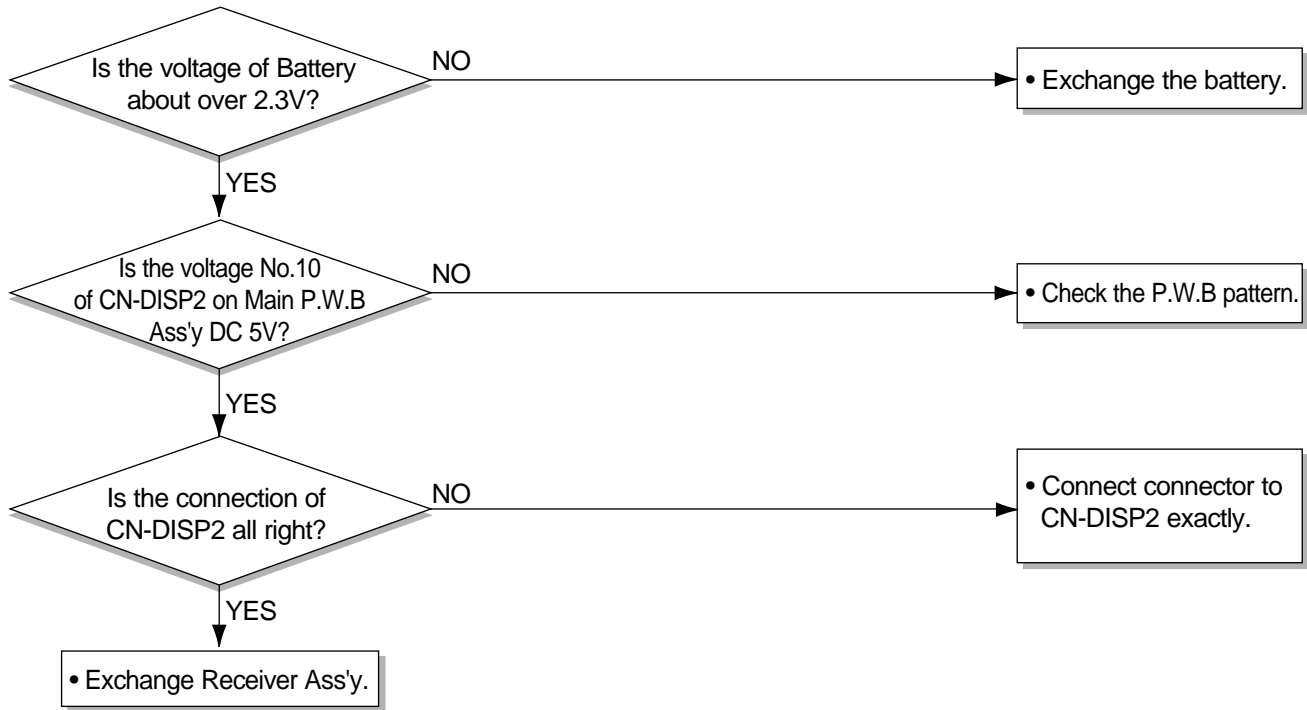 Is the voltage of Battery
about over 2.3V?
NO
• Exchange the battery.
YES
Is the voltage No.10
of CN-DISP2 on Main P.W.B
Ass'y DC 5V?
NO
• Check the P.W.B pattern.
YES
Is the connection of
CN-DISP2 all right?
NO
• Connect connector to
CN-DISP2 exactly.
YES
• Exchange Receiver Ass'y.